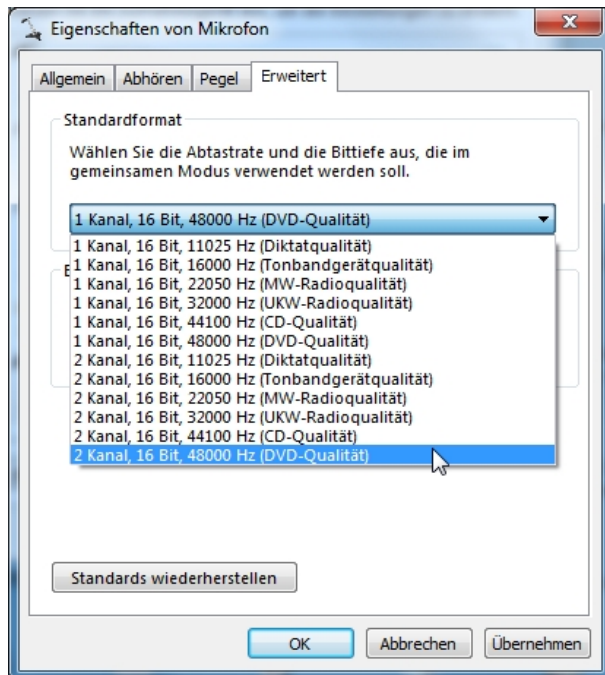 Eigenschaften von Mikrofon
Allgemein Abhören Pegel Erweitert
Standardformat
Wählen Sie die Abtastrate und die Bittiefe aus, die im
gemeinsamen Modus verwendet werden soll.
1 Kanal, 16 Bit, 48000 Hz (DVD-Qualität)
1 Kanal, 16 Bit, 11025 Hz (Diktatqualität)
1 Kanal, 16 Bit, 16000 Hz (Tonbandgerätqualität)
1 Kanal, 16 Bit, 22050 Hz (MW-Radioqualität)
1 Kanal, 16 Bit, 32000 Hz (UKW-Radioqualität)
1 Kanal, 16 Bit, 44100 Hz (CD-Qualität)
1 Kanal, 16 Bit, 48000 Hz (DVD-Qualität)
2 Kanal, 16 Bit, 11025 Hz (Diktatqualität)
2 Kanal, 16 Bit, 16000 Hz (Tonbandgerätqualität)
2 Kanal, 16 Bit, 22050 Hz (MW-Radioqualität)
2 Kanal, 16 Bit, 32000 Hz (UKW-Radioqualität)
2 Kanal, 16 Bit, 44100 Hz (CD-Qualität)
2 Kanal, 16 Bit, 48000 Hz (DVD-Qualität)
Standards wiederherstellen
OK Abbrechen Übernehmen